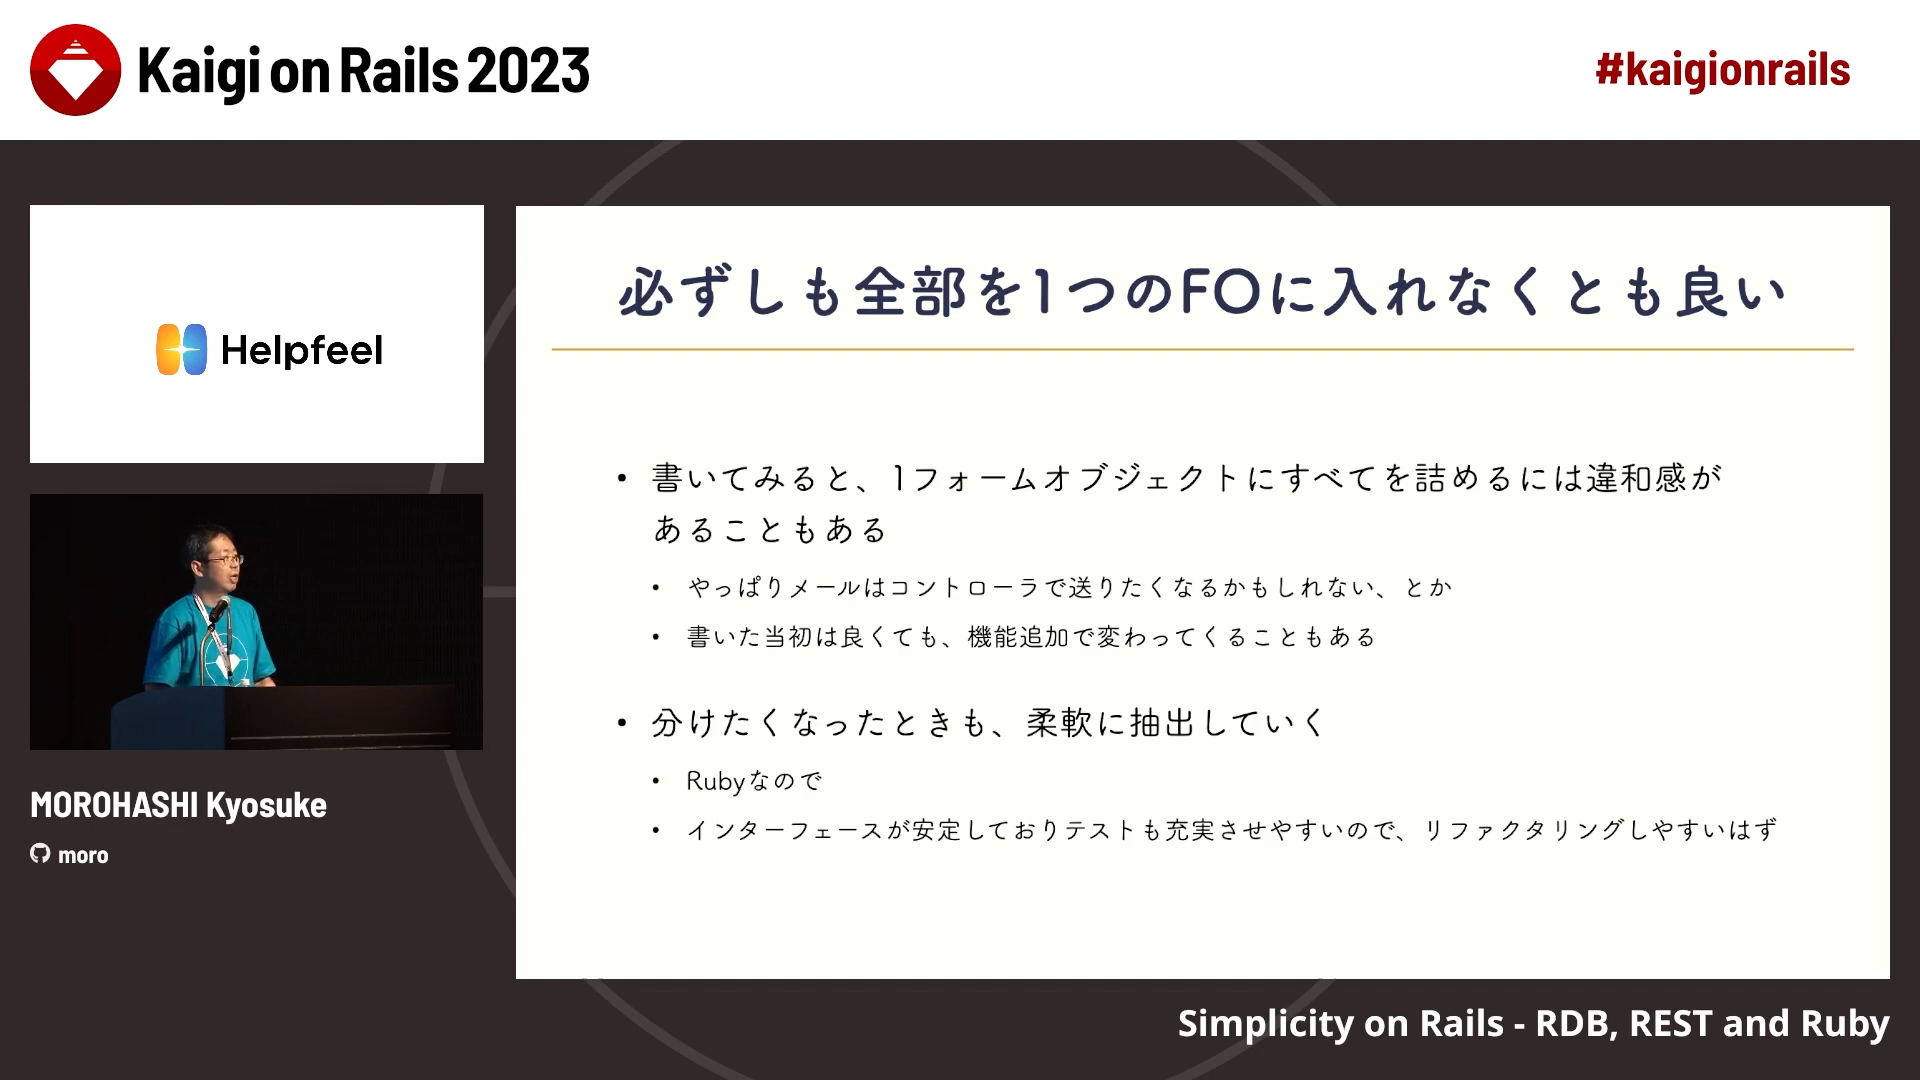 Kaigi on Rails 2023
#kaigionrails
Helpfeel
MOROHASHI Kyosuke
moro
必ずしも全部を1つのFOに入れなくとも良い
• 書いてみると、1フォームオブジェクトにすべてを詰めるには違和感が
あることもある
• やっぱりメールはコントローラで送りたくなるかもしれない、とか
• 書いた当初は良くても、機能追加で変わってくることもある
• 分けたくなったときも、柔軟に抽出していく
• Rubyなので
• インターフェースが安定しておりテストも充実させやすいので、リファクタリングしやすいはず
Simplicity on Rails - RDB, REST and Ruby